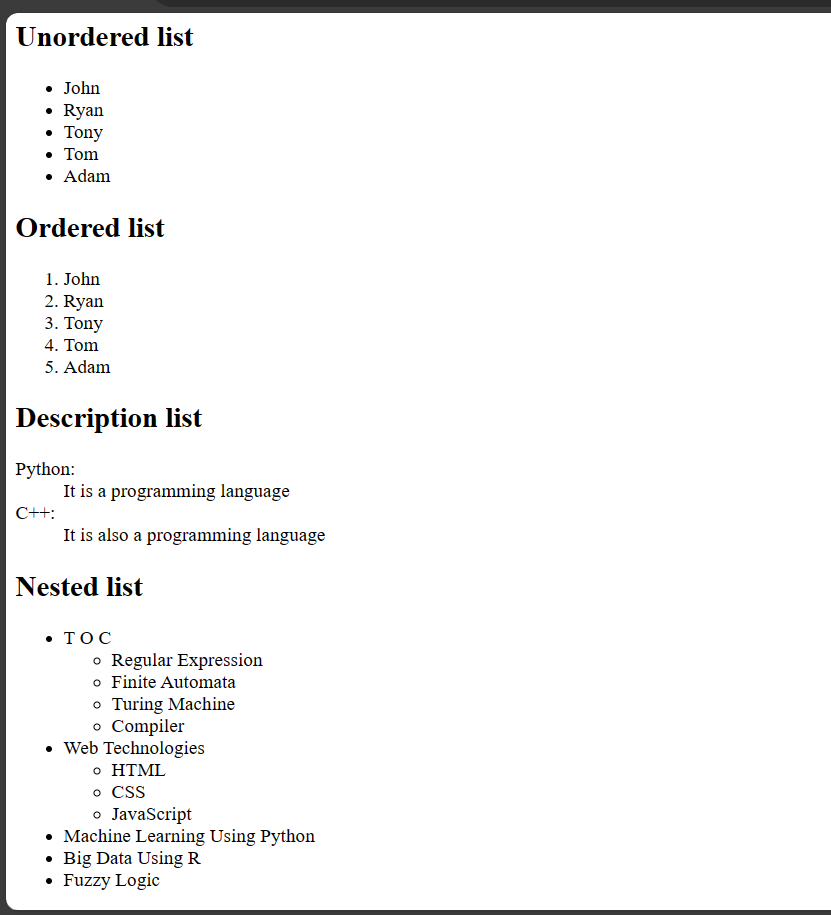 Unordered list
• John
• Ryan
• Tony
• Tom
• Adam
Ordered list
1. John
2. Ryan
3. Tony
4. Tom
5. Adam
Description list
Python:
It is a programming language
C++:
It is also a programming language
Nested list
• T O C
◦ Regular Expression
◦ Finite Automata
◦ Turing Machine
◦ Compiler
• Web Technologies
◦ HTML
◦ CSS
◦ JavaScript
• Machine Learning Using Python
• Big Data Using R
• Fuzzy Logic